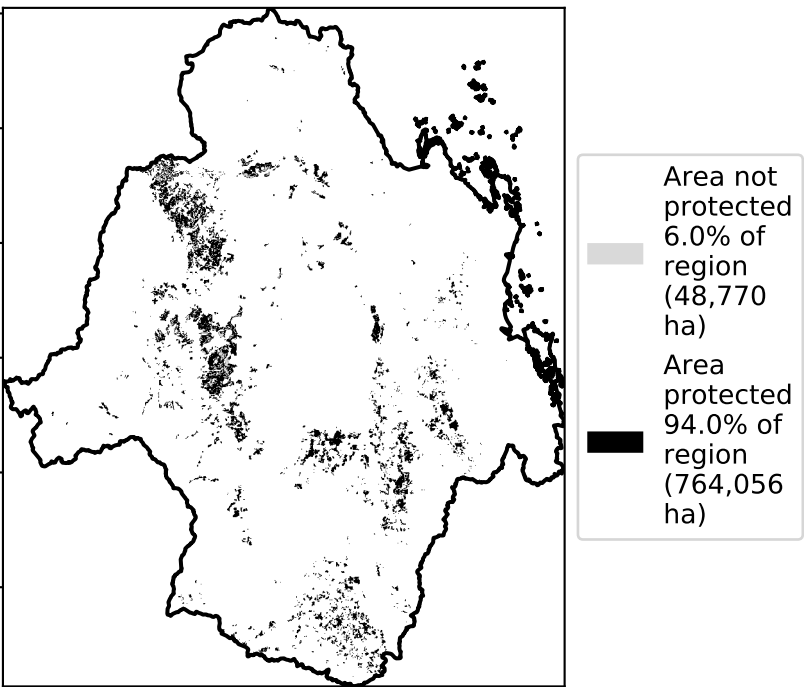 Area not
protected
6.0% of
region
(48,770
ha)
Area
protected
94.0% of
region
(764,056
ha)